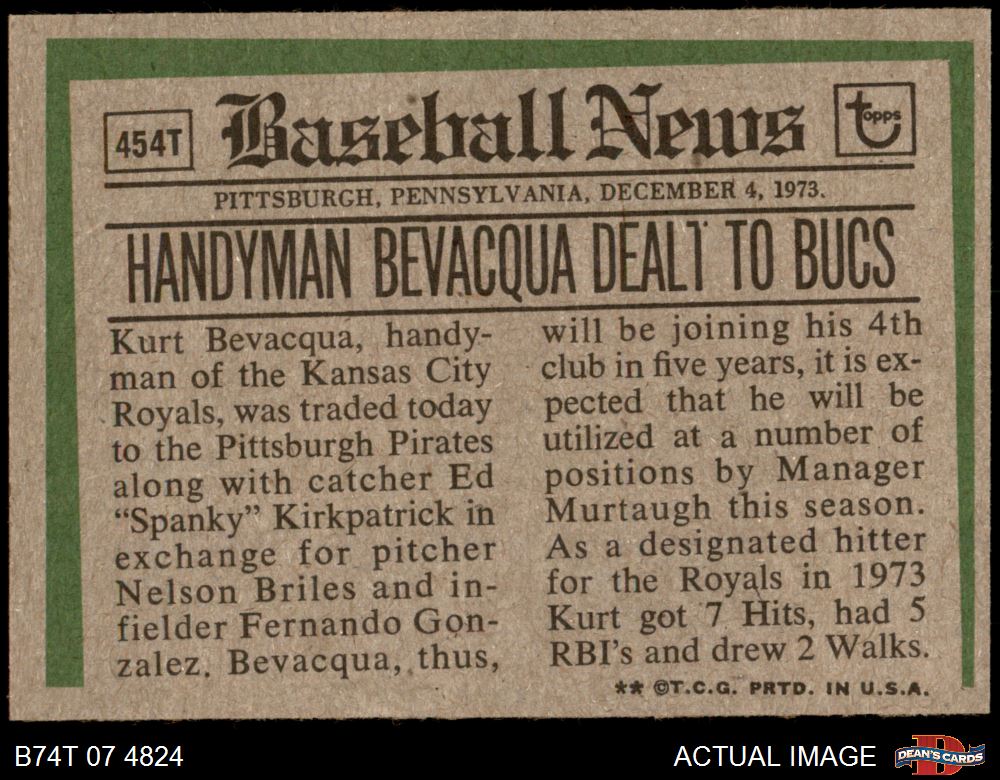 454T
Baseball News
topps
PITTSBURGH, PENNSYLVANIA, DECEMBER 4, 1973.
HANDYMAN BEVACQUA DEALT TO BUCS
Kurt Bevacqua, handy-
man of the Kansas City
Royals, was traded today
to the Pittsburgh Pirates
along with catcher Ed
“Spanky” Kirkpatrick in
exchange for pitcher
Nelson Briles and in-
fielder Fernando Gon-
zalez. Bevacqua, thus,
will be joining his 4th
club in five years, it is ex-
pected that he will be
utilized at a number of
positions by Manager
Murtaugh this season.
As a designated hitter
for the Royals in 1973
Kurt got 7 Hits, had 5
RBI's and drew 2 Walks.
** ©T.C.G. PRTD. IN U.S.A.
B74T 07 4824
ACTUAL IMAGE
D
DEAN'S CARDS